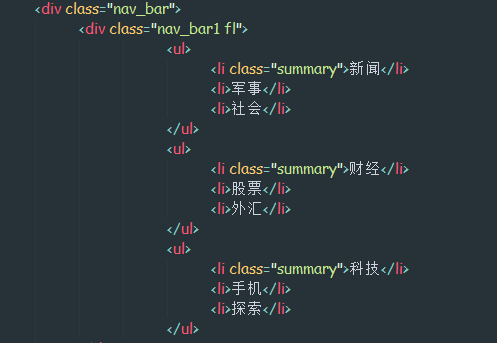 <div class="nav_bar">
<div class="nav_bar1 fl">
<ul>
<li class="summary">新闻</li>
<li>军事</li>
<li>社会</li>
</ul>
<ul>
<li class="summary">财经</li>
<li>股票</li>
<li>外汇</li>
</ul>
<ul>
<li class="summary">科技</li>
<li>手机</li>
<li>探索</li>
</ul>